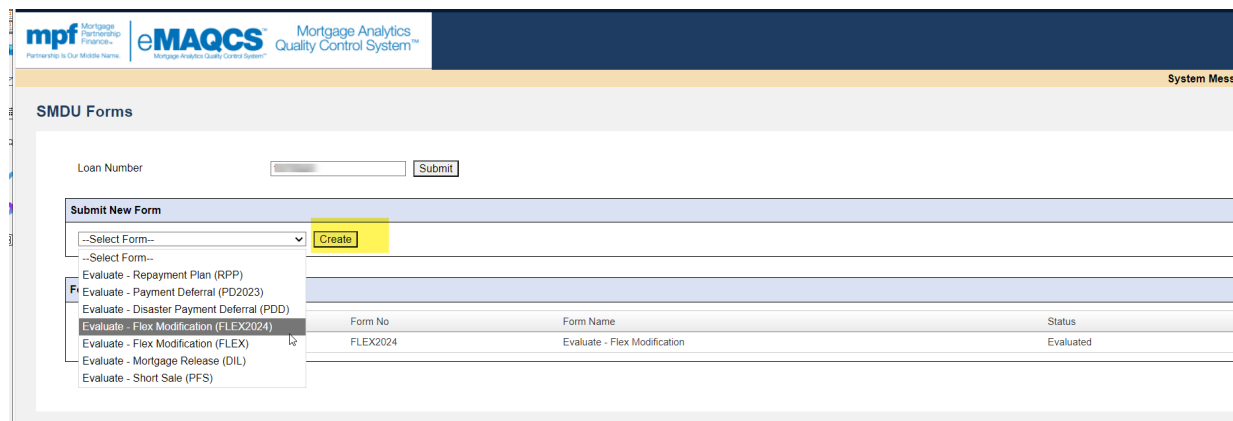 mpf Mortgage Partnership Finance
Partnership Is Our Middle Name.
eMAQCS™
Mortgage Analytics Quality Control System™
Mortgage Analytics
Quality Control System™
System Mess
SMDU Forms
Loan Number
Submit
Submit New Form
--Select Form--
Create
--Select Form--
Evaluate - Repayment Plan (RPP)
Evaluate - Payment Deferral (PD2023)
Evaluate - Disaster Payment Deferral (PDD)
Evaluate - Flex Modification (FLEX2024)
Evaluate - Flex Modification (FLEX)
Evaluate - Mortgage Release (DIL)
Evaluate - Short Sale (PFS)
Form No Form Name Status
FLEX2024 Evaluate - Flex Modification Evaluated